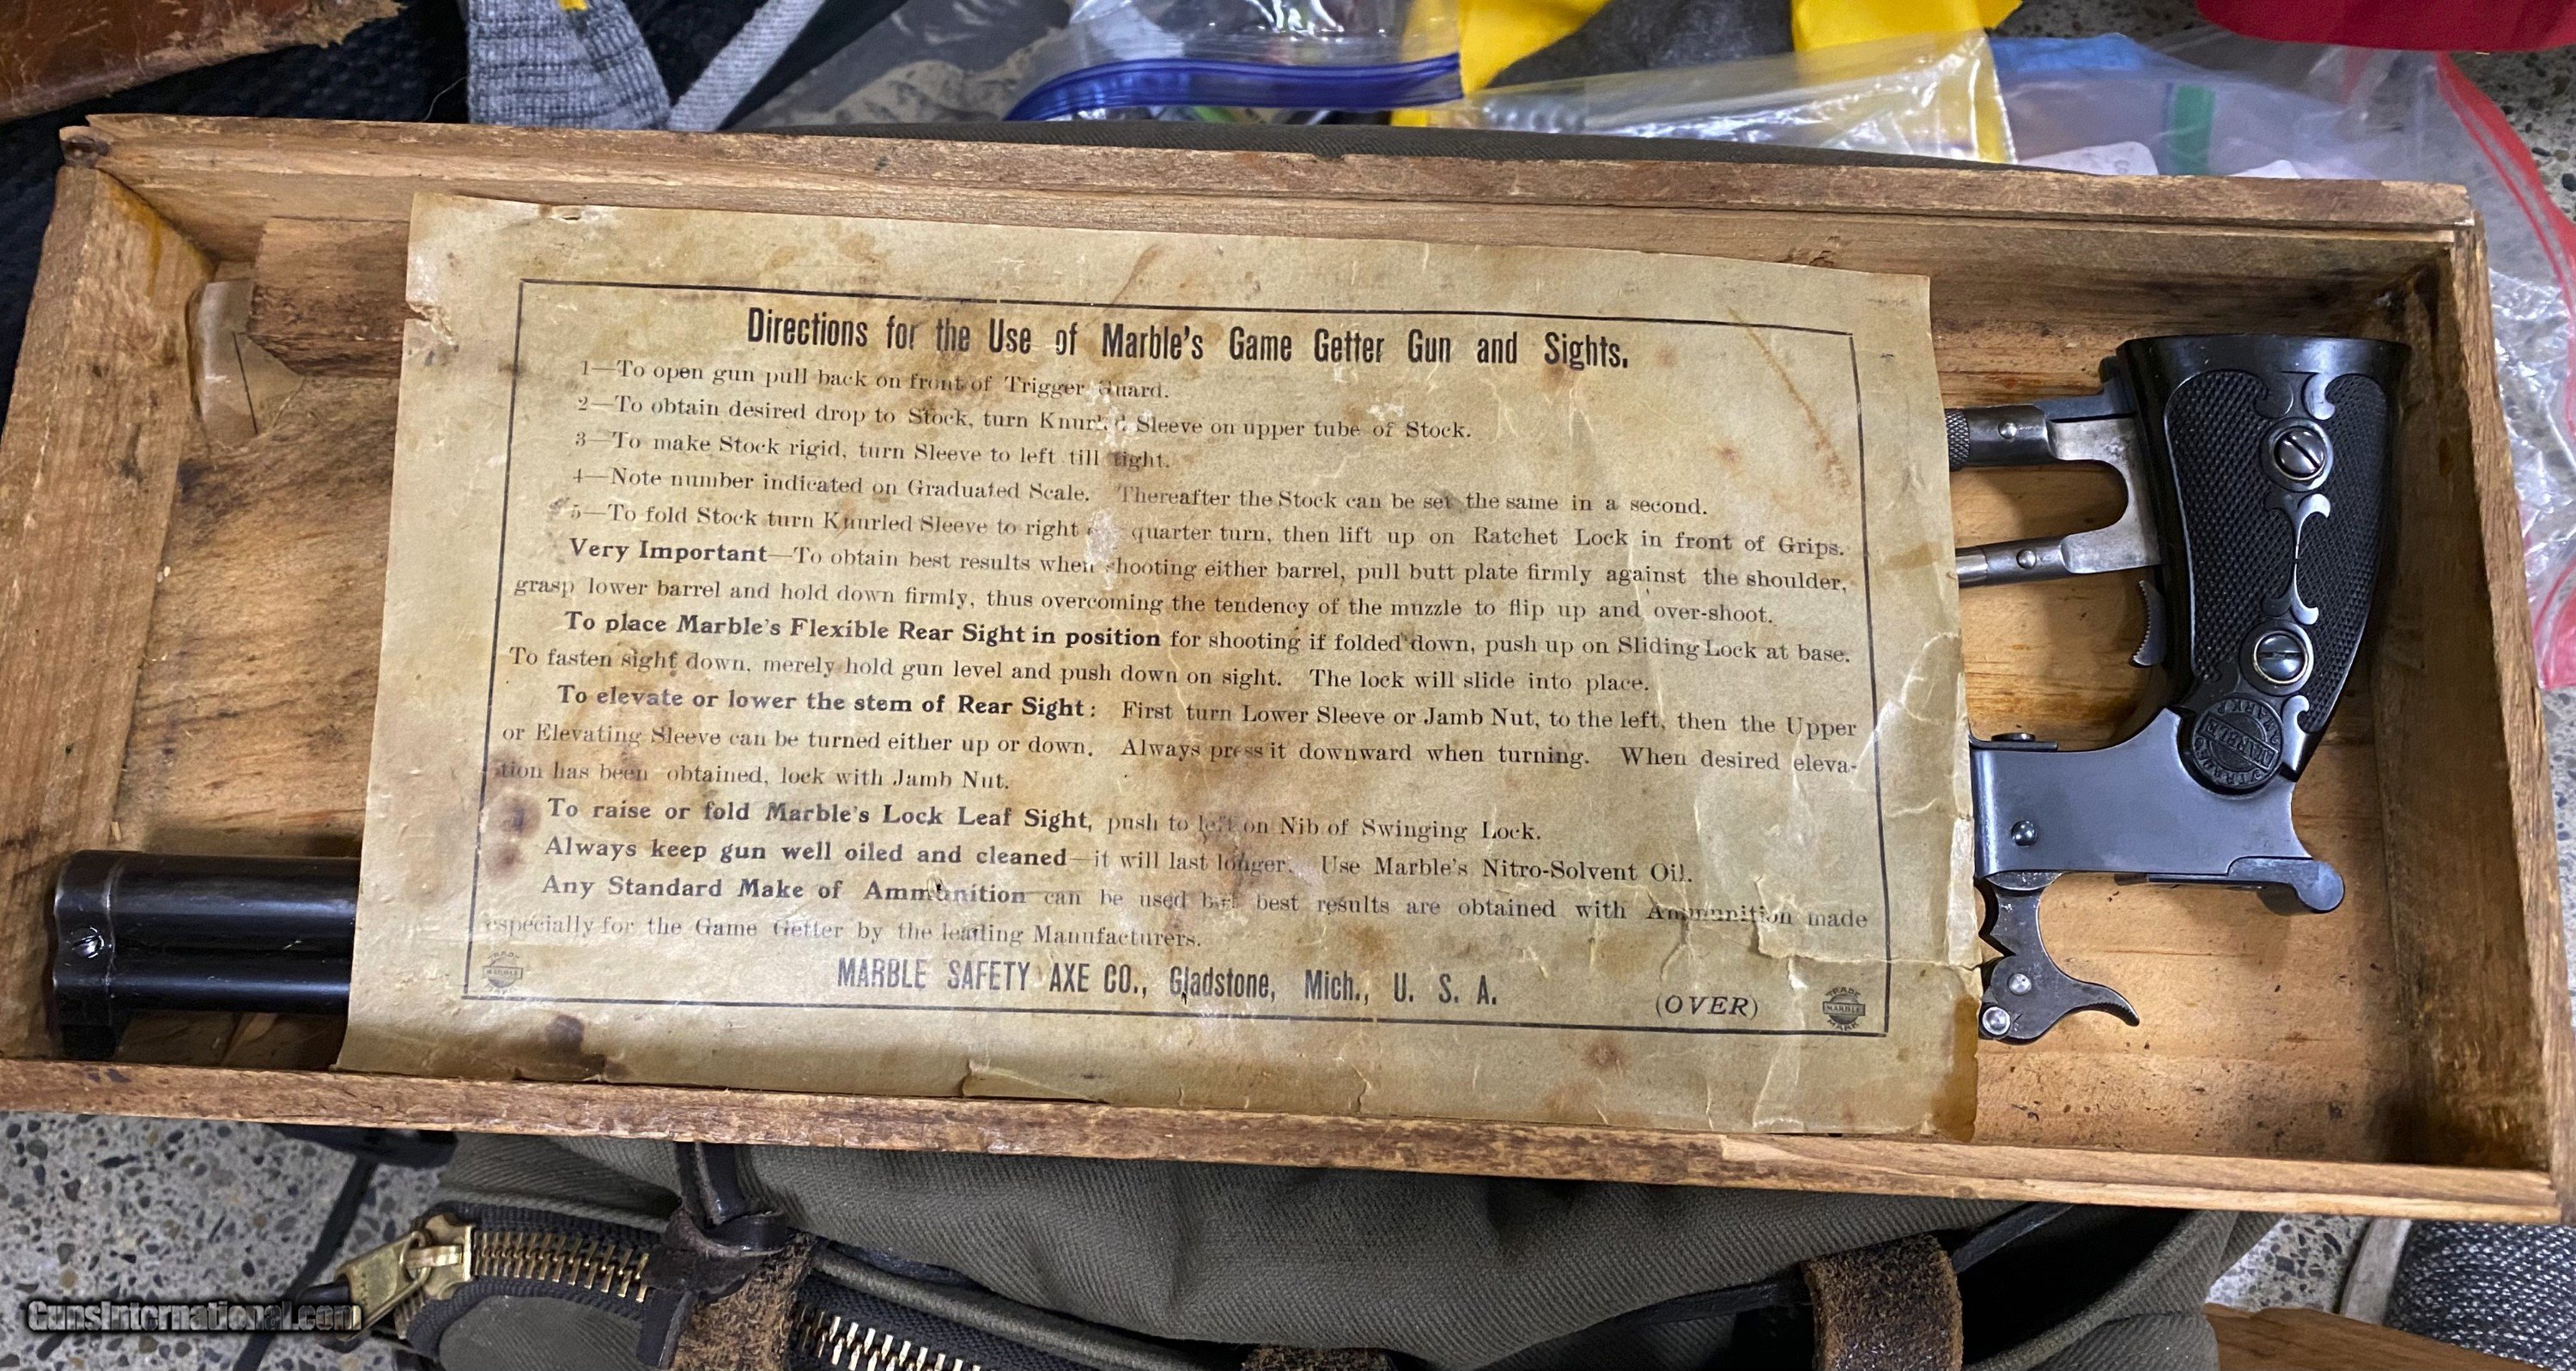 Directions for the Use of Marble's Game Getter Gun and Sights.
1—To open gun pull back on front of Trigger Guard.
2—To obtain desired drop to Stock, turn Knurled Sleeve on upper tube of Stock.
3—To make Stock rigid, turn Sleeve to left till tight.
4—Note number indicated on Graduated Scale. Thereafter the Stock can be set the same in a second.
5—To fold Stock turn Knurled Sleeve to right quarter turn, then lift up on Ratchet Lock in front of Grips.
Very Important—To obtain best results when shooting either barrel, pull butt plate firmly against the shoulder,
grasp lower barrel and hold down firmly, thus overcoming the tendency of the muzzle to flip up and over-shoot.
To place Marble's Flexible Rear Sight in position for shooting if folded down, push up on Sliding Lock at base.
To fasten sight down, merely hold gun level and push down on sight. The lock will slide into place.
To elevate or lower the stem of Rear Sight: First turn Lower Sleeve or Jamb Nut, to the left, then the Upper
or Elevating Sleeve can be turned either up or down. Always press it downward when turning. When desired eleva-
tion has been obtained, lock with Jamb Nut.
To raise or fold Marble's Lock Leaf Sight, push to left on Nib of Swinging Lock.
Always keep gun well oiled and cleaned—it will last longer. Use Marble's Nitro-Solvent Oil.
Any Standard Make of Ammunition can be used but best results are obtained with Ammunition made
especially for the Game Getter by the leading Manufacturers.
MARBLE SAFETY AXE CO., Gladstone, Mich., U. S. A.
(OVER)
TRADE MARBLE MARK
TRADE MARBLE MARK
TRADE MARBLE MARK
GunsInternational.com